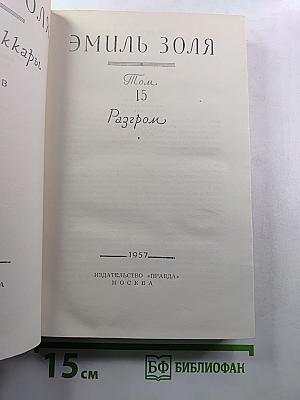 ЭМИЛЬ ЗОЛЯ
Том
15
Разгром
1957
ИЗДАТЕЛЬСТВО «ПРАВДА»
МОСКВА
15 см
БФ БИБЛИОФАН